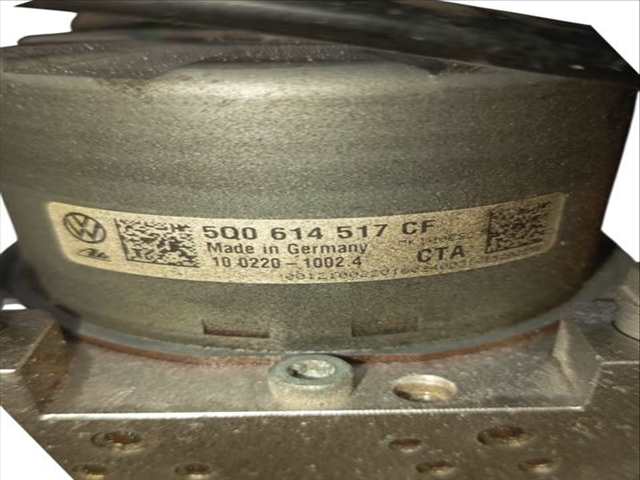 5Q0 614 517 CF
Made in Germany
10.0220-1002.4
CTA